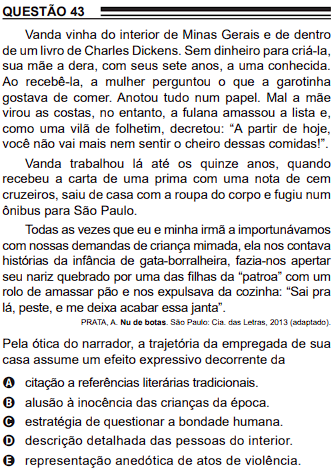 QUESTÃO 43
Vanda vinha do interior de Minas Gerais e de dentro
de um livro de Charles Dickens. Sem dinheiro para criá-la,
sua mãe a dera, com seus sete anos, a uma conhecida.
Ao recebê-la, a mulher perguntou o que a garotinha
gostava de comer. Anotou tudo num papel. Mal a mãe
virou as costas, no entanto, a fulana amassou a lista e,
como uma vilã de folhetim, decretou: “A partir de hoje,
você não vai mais nem sentir o cheiro dessas comidas!”.
Vanda trabalhou lá até os quinze anos, quando
recebeu a carta de uma prima com uma nota de cem
cruzeiros, saiu de casa com a roupa do corpo e fugiu num
ônibus para São Paulo.
Todas as vezes que eu e minha irmã a importunávamos
com nossas demandas de criança mimada, ela nos contava
histórias da infância de gata-borralheira, fazia-nos apertar
seu nariz quebrado por uma das filhas da “patroa” com um
rolo de amassar pão e nos expulsava da cozinha: “Sai pra
lá, peste, e me deixa acabar essa janta”.
PRATA, A. Nu de botas. São Paulo: Cia. das Letras, 2013 (adaptado).
Pela ótica do narrador, a trajetória da empregada de sua
casa assume um efeito expressivo decorrente da
A citação a referências literárias tradicionais.
B alusão à inocência das crianças da época.
C estratégia de questionar a bondade humana.
D descrição detalhada das pessoas do interior.
E representação anedótica de atos de violência.